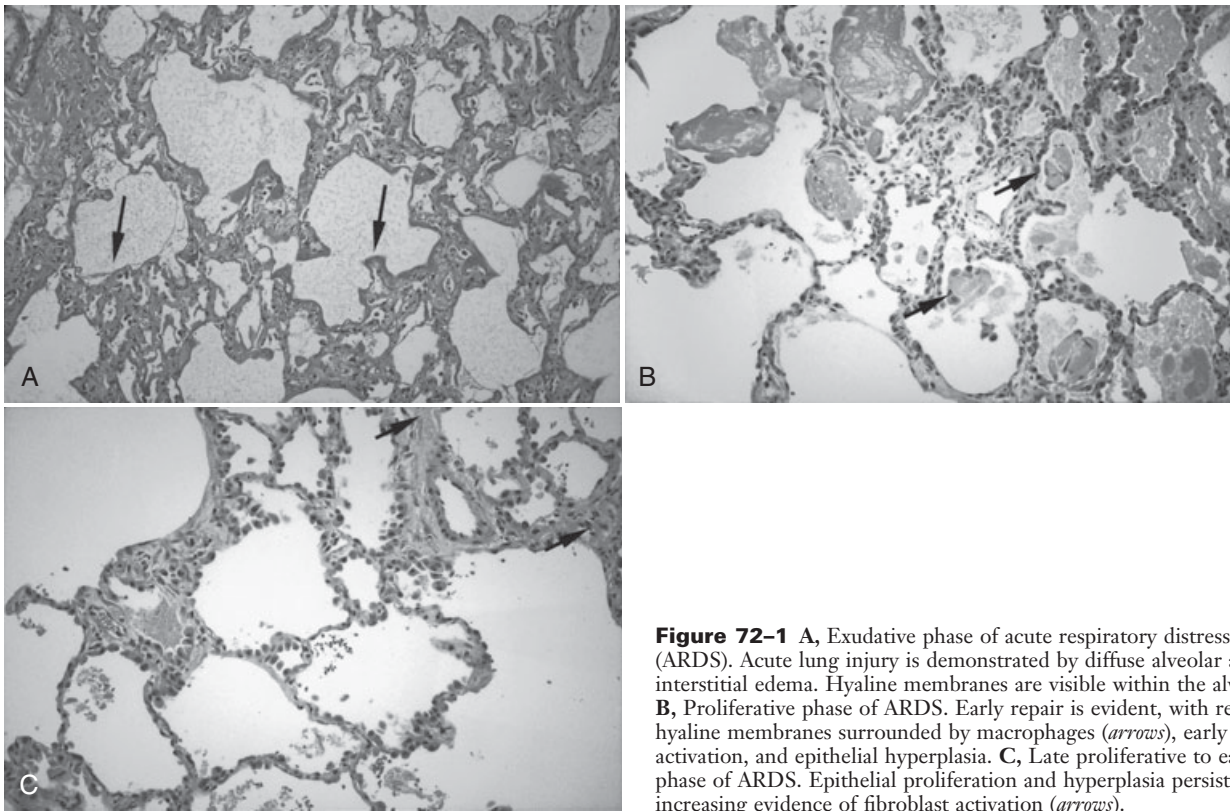 A
B
C
Figure 72–1 A, Exudative phase of acute respiratory distress
(ARDS). Acute lung injury is demonstrated by diffuse alveolar
interstitial edema. Hyaline membranes are visible within the
B, Proliferative phase of ARDS. Early repair is evident, with
hyaline membranes surrounded by macrophages (arrows), early
activation, and epithelial hyperplasia. C, Late proliferative to
phase of ARDS. Epithelial proliferation and hyperplasia persist
increasing evidence of fibroblast activation (arrows).